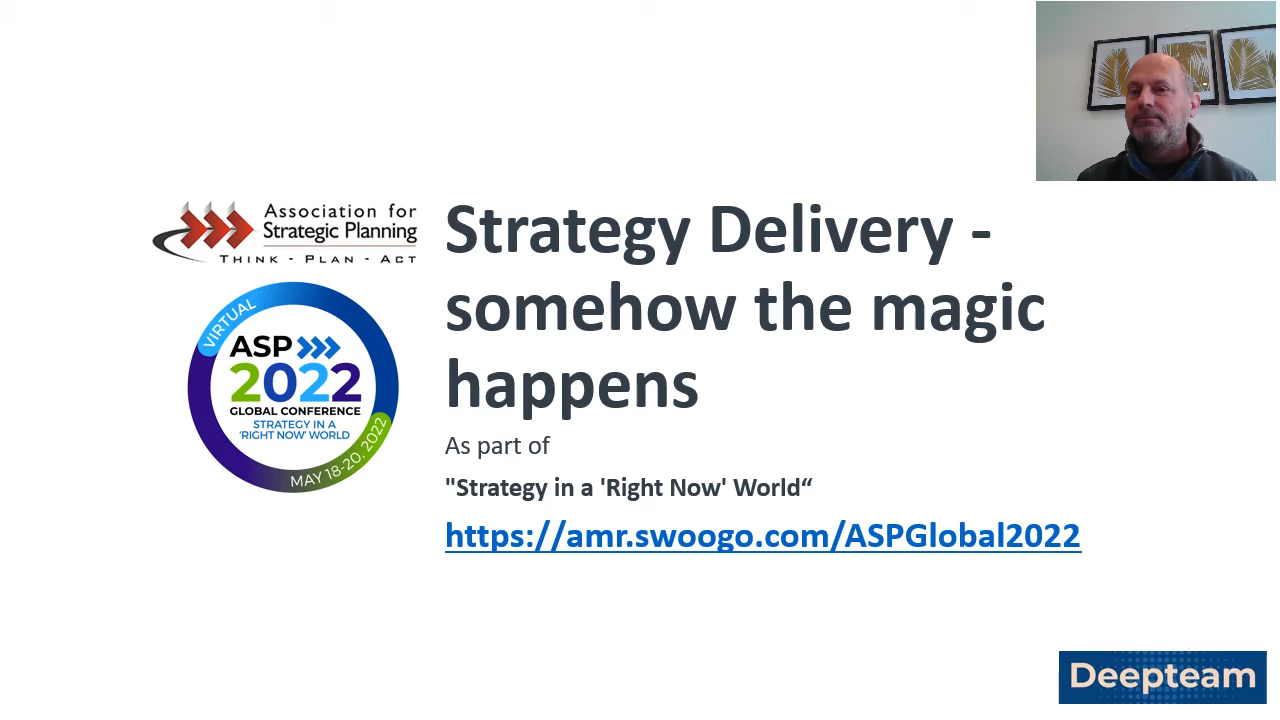 Association for
Strategic Planning
THINK - PLAN - ACT
Strategy Delivery -
somehow the magic
happens
VIRTUAL
ASP
2022
GLOBAL CONFERENCE
STRATEGY IN A
'RIGHT NOW' WORLD
MAY 18-20, 2022
As part of
"Strategy in a 'Right Now' World“
https://amr.swoogo.com/ASPGlobal2022
Deepteam